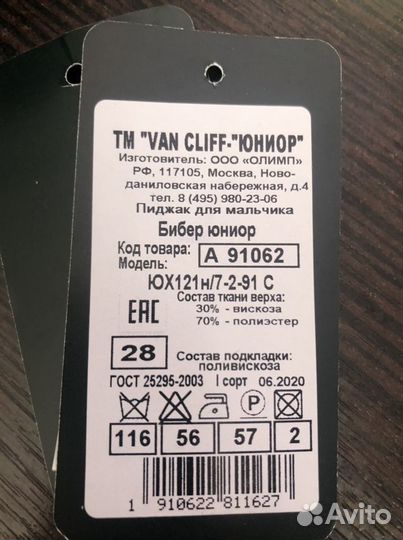 ТМ "VAN CLIFF-"ЮНИОР"
Изготовитель: ООО «ОЛИМП»
РФ, 117105, Москва, Ново-
даниловская набережная, д.4
тел. 8 (495) 980-23-06
Пиджак для мальчика
Бибер юниор
Код товара: А 91062
Модель:
ЮХ121н/7-2-91 С
Состав ткани верха:
30% - вискоза
70% - полиэстер
EAC
28
Состав подкладки:
поливискоза
ГОСТ 25295-2003 I сорт 06.2020
P
116 56 57 2
1 910622 811627
Avito